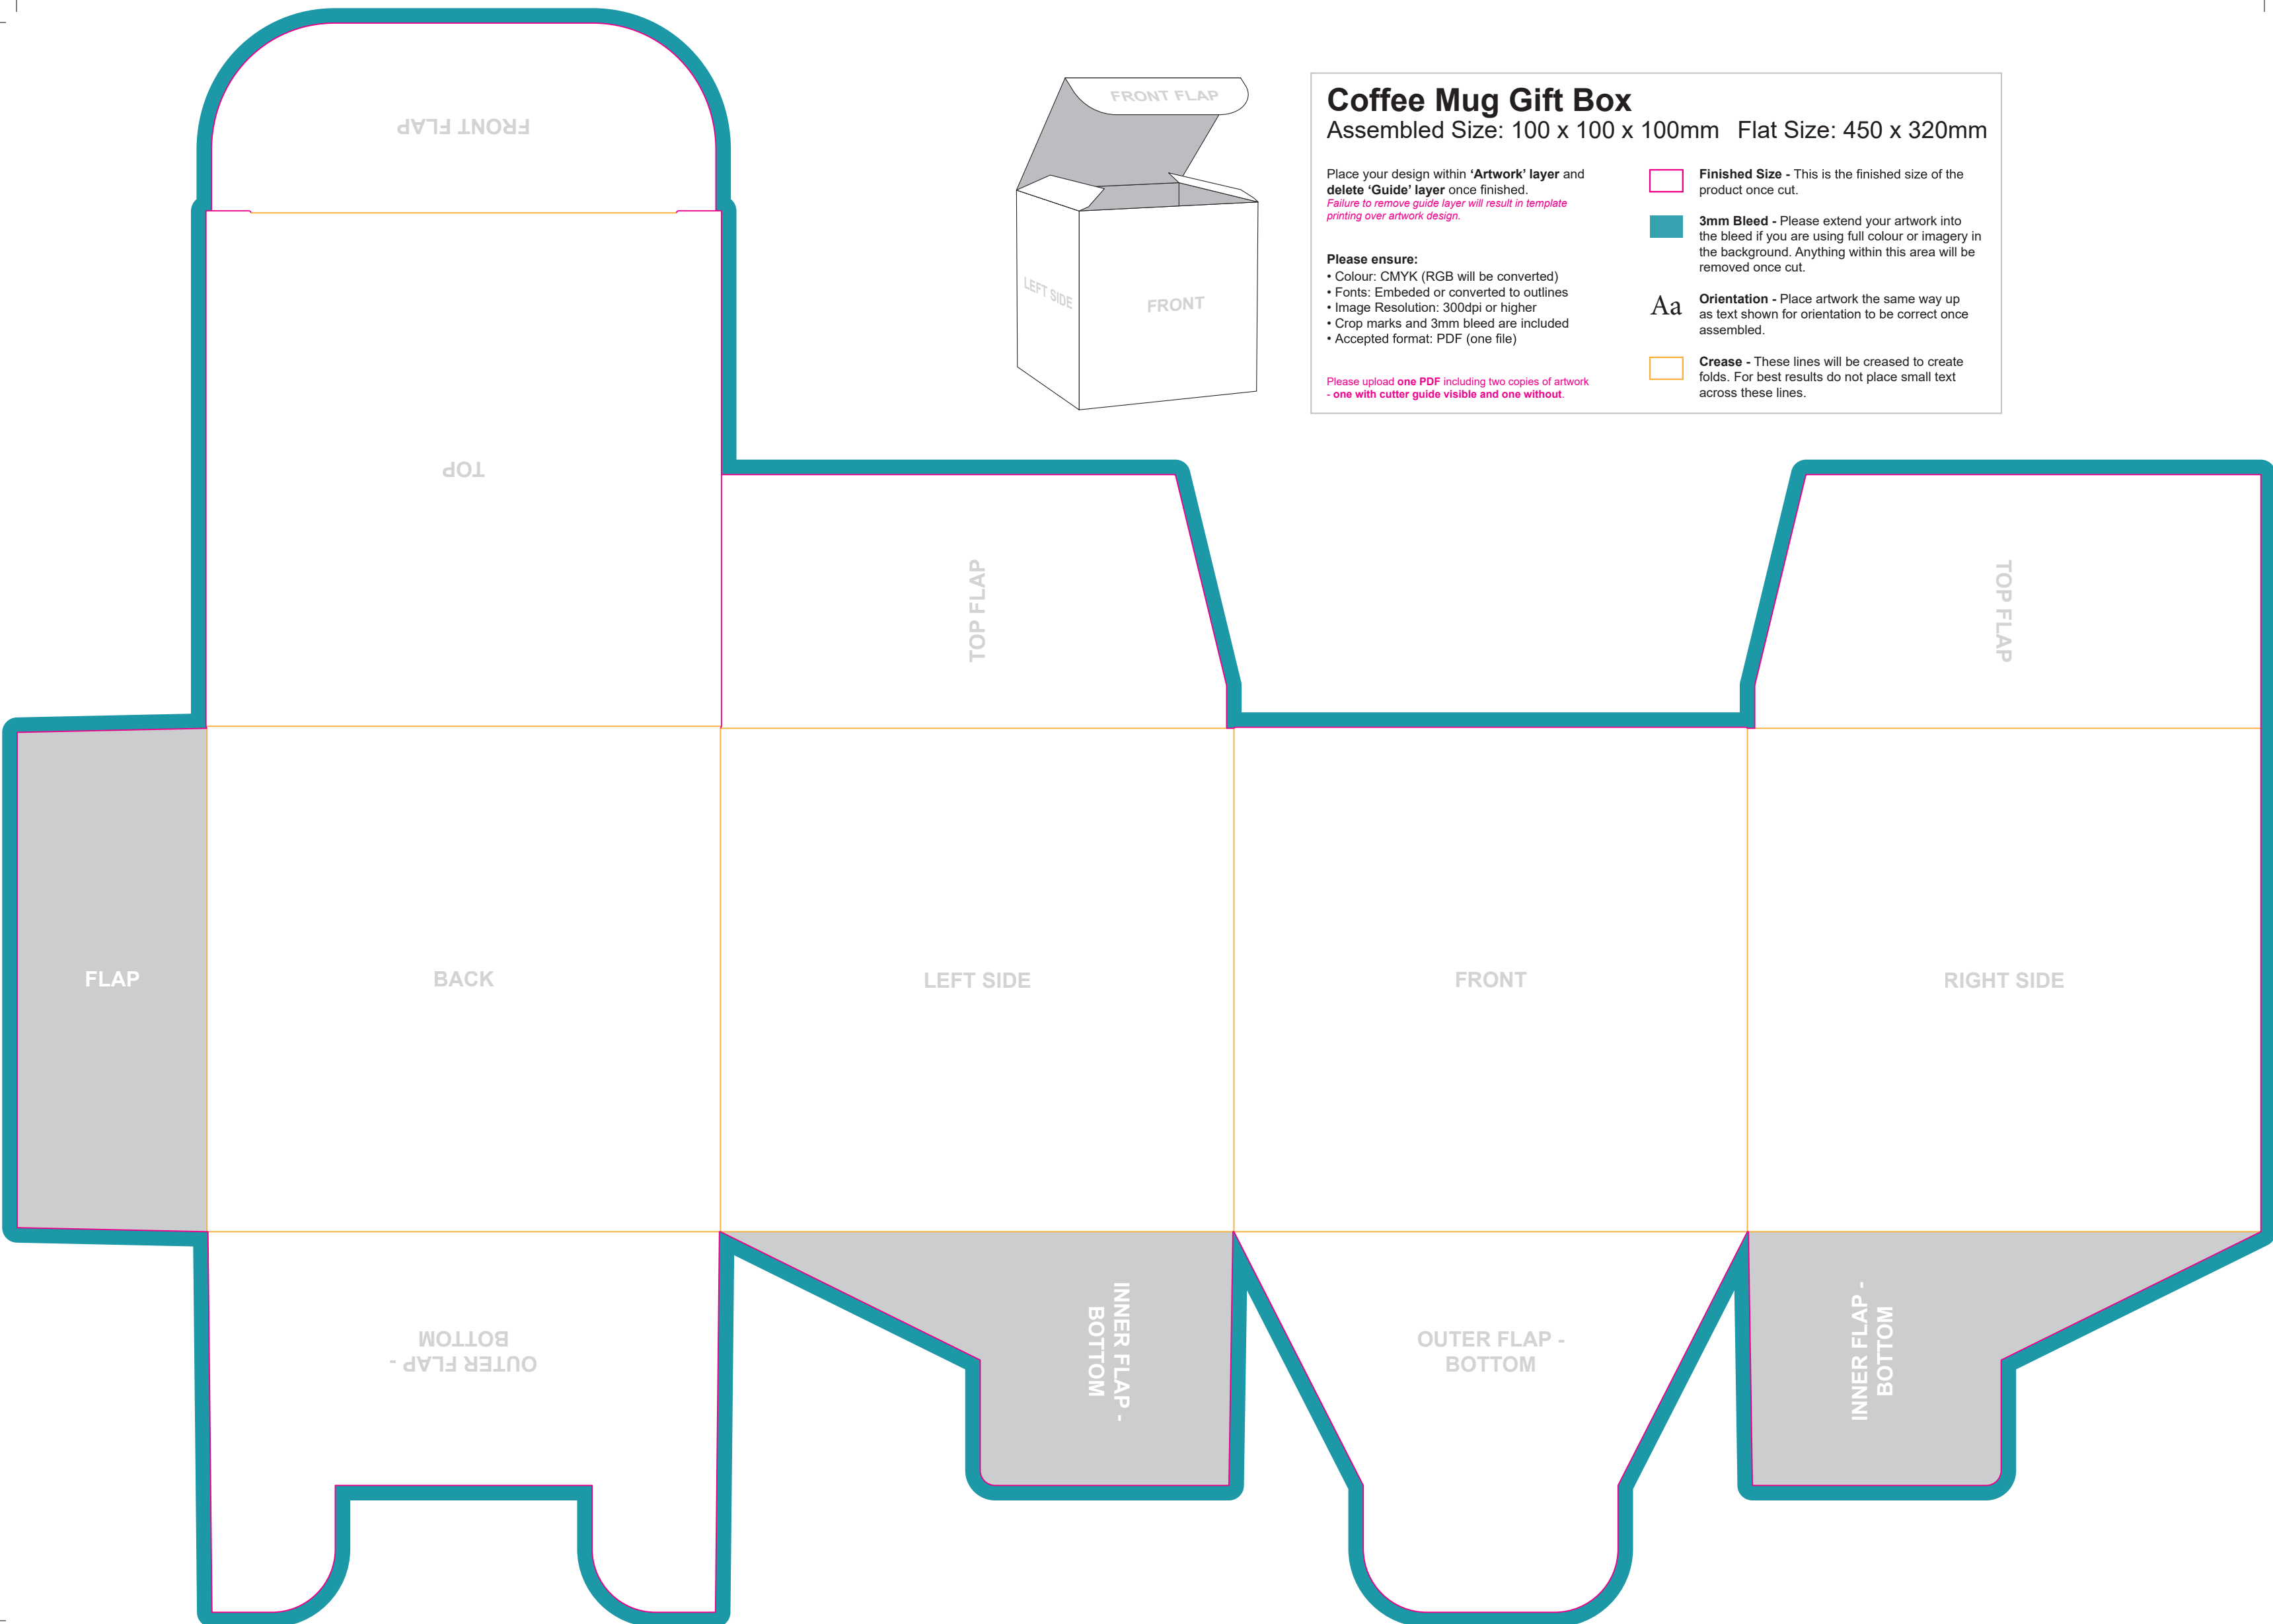 FRONT FLAP
FRONT FLAP
LEFT SIDE
FRONT
Coffee Mug Gift Box
Assembled Size: 100 x 100 x 100mm Flat Size: 450 x 320mm
Place your design within ‘Artwork’ layer and
delete ‘Guide’ layer once finished.
Failure to remove guide layer will result in template
printing over artwork design.
Please ensure:
• Colour: CMYK (RGB will be converted)
• Fonts: Embeded or converted to outlines
• Image Resolution: 300dpi or higher
• Crop marks and 3mm bleed are included
• Accepted format: PDF (one file)
Please upload one PDF including two copies of artwork
- one with cutter guide visible and one without.
Finished Size - This is the finished size of the
product once cut.
3mm Bleed - Please extend your artwork into
the bleed if you are using full colour or imagery in
the background. Anything within this area will be
removed once cut.
Aa
Orientation - Place artwork the same way up
as text shown for orientation to be correct once
assembled.
Crease - These lines will be creased to create
folds. For best results do not place small text
across these lines.
TOP
TOP FLAP
TOP FLAP
FLAP
BACK
LEFT SIDE
FRONT
RIGHT SIDE
OUTER FLAP -
BOTTOM
INNER FLAP -
BOTTOM
OUTER FLAP -
BOTTOM
INNER FLAP -
BOTTOM